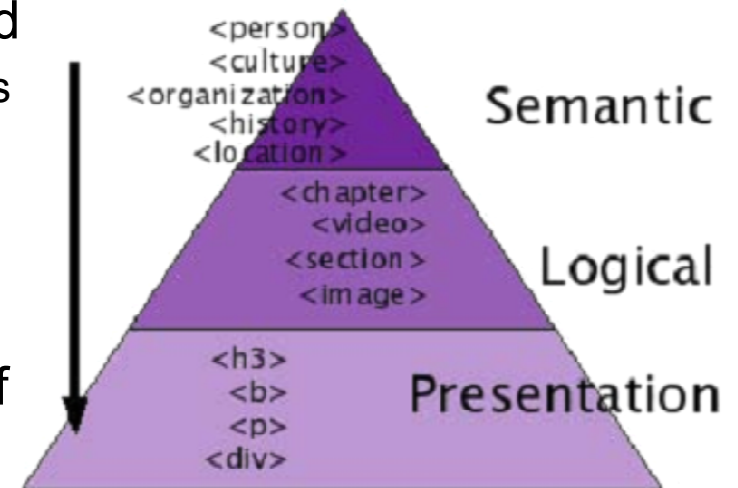 d
s
f
<person>
<culture>
<organization>
<history>
<location>
Semantic
<chapter>
<video>
<section>
<image>
Logical
<h3>
<b>
<p>
<div>
Presentation